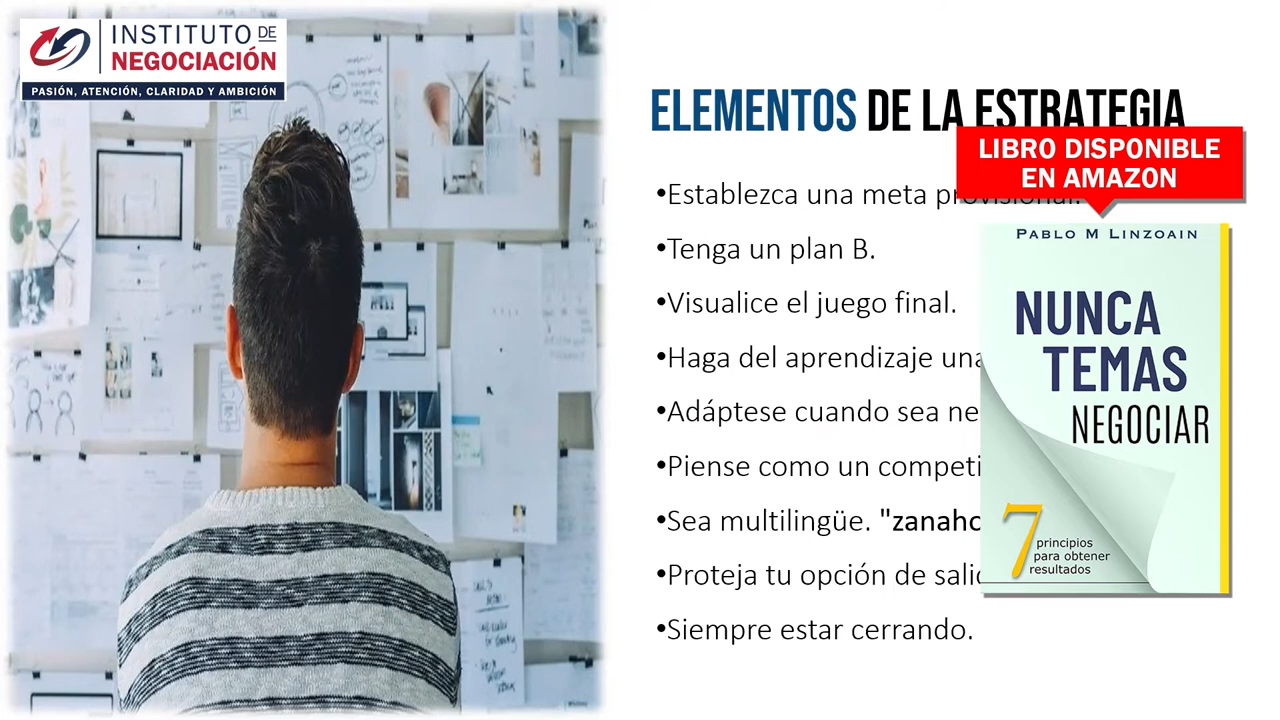 INSTITUTO DE
NEGOCIACIÓN
PASIÓN, ATENCIÓN, CLARIDAD Y AMBICIÓN
ELEMENTOS DE LA ESTRATEGIA
•Establezca una meta provisional.
•Tenga un plan B.
•Visualice el juego final.
•Haga del aprendizaje una
•Adáptese cuando sea
•Piense como un
•Sea multilingüe.
•Proteja tu opción de
•Siempre estar cerrando.
LIBRO DISPONIBLE
EN AMAZON
PABLO M LINZOAIN
NUNCA
TEMAS
NEGOCIAR
7 principios
para obtener
resultados